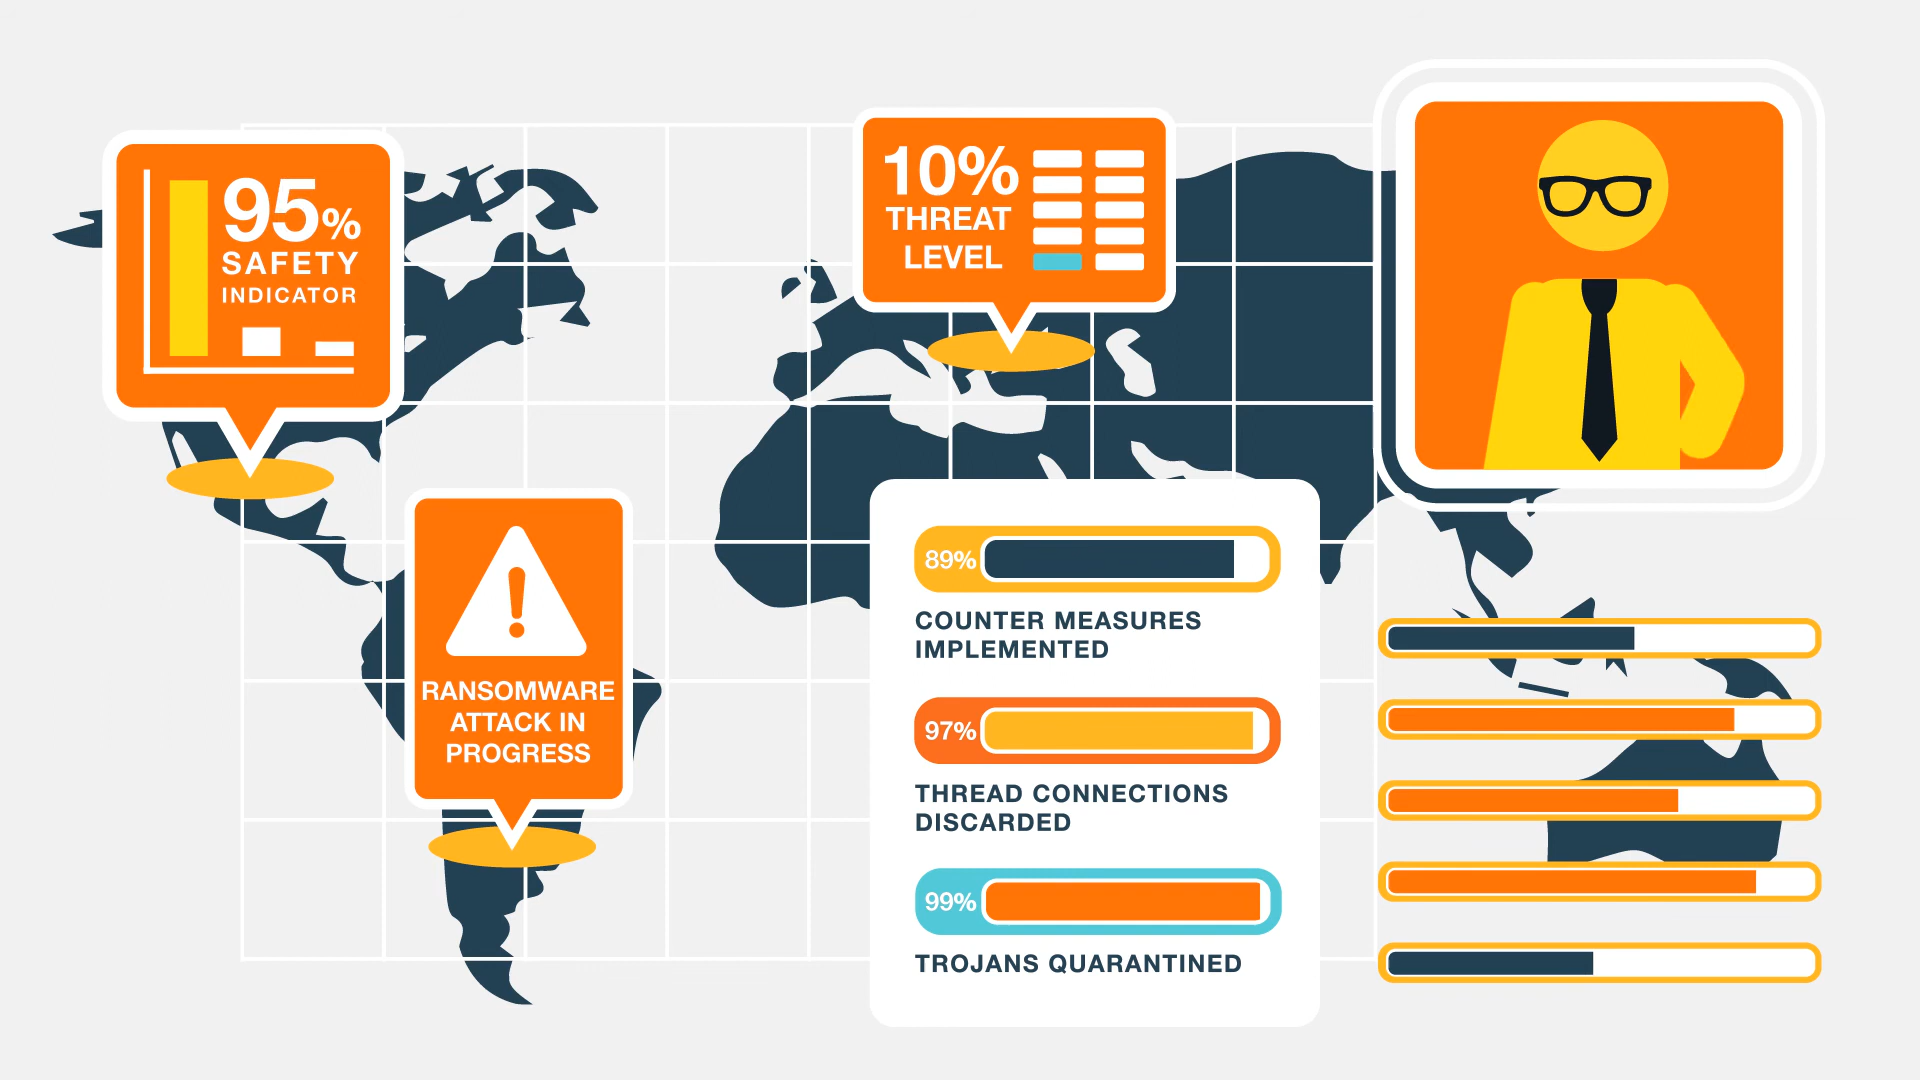 95%
SAFETY
INDICATOR
10%
THREAT
LEVEL
RANSOMWARE
ATTACK IN
PROGRESS
89%
COUNTER MEASURES
IMPLEMENTED
97%
THREAD CONNECTIONS
DISCARDED
99%
TROJANS QUARANTINED